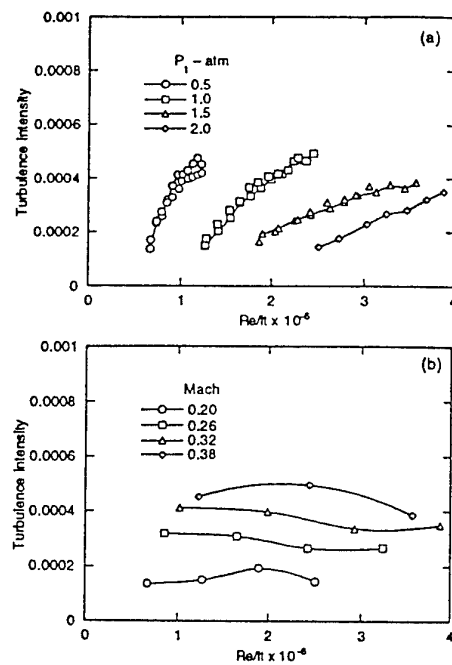 (a)
0.001
P1 – atm
0.5
1.0
1.5
2.0
0.0008
0.0006
0.0004
0.0002
0
Turbulence Intensity
0 1 2 3 4
Re/ft x 10-6
(b)
0.001
Mach
0.20
0.26
0.32
0.38
0.0008
0.0006
0.0004
0.0002
0
Turbulence Intensity
0 1 2 3 4
Re/ft x 10-6